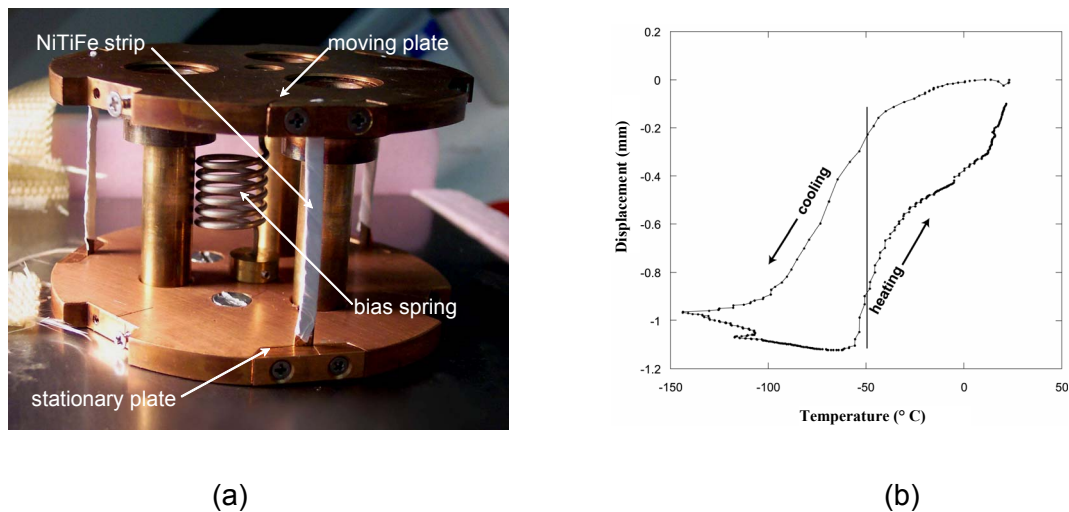 NiTiFe strip
moving plate
bias spring
stationary plate
(a)
(b)
0.2
0
-0.2
-0.4
-0.6
-0.8
-1
-1.2
Displacement (mm)
cooling
heating
-150
-100
-50
0
50
Temperature (° C)